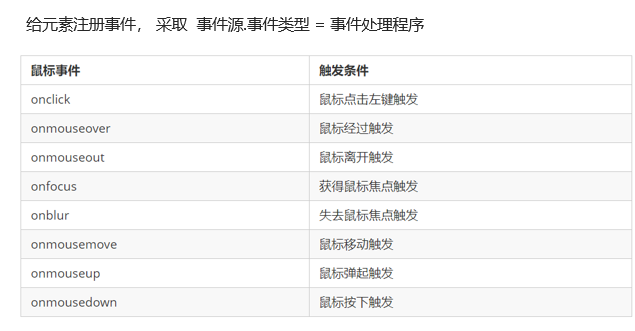 给元素注册事件， 采取 事件源.事件类型 = 事件处理程序
鼠标事件 触发条件
onclick 鼠标点击左键触发
onmouseover 鼠标经过触发
onmouseout 鼠标离开触发
onfocus 获得鼠标焦点触发
onblur 失去鼠标焦点触发
onmousemove 鼠标移动触发
onmouseup 鼠标弹起触发
onmousedown 鼠标按下触发